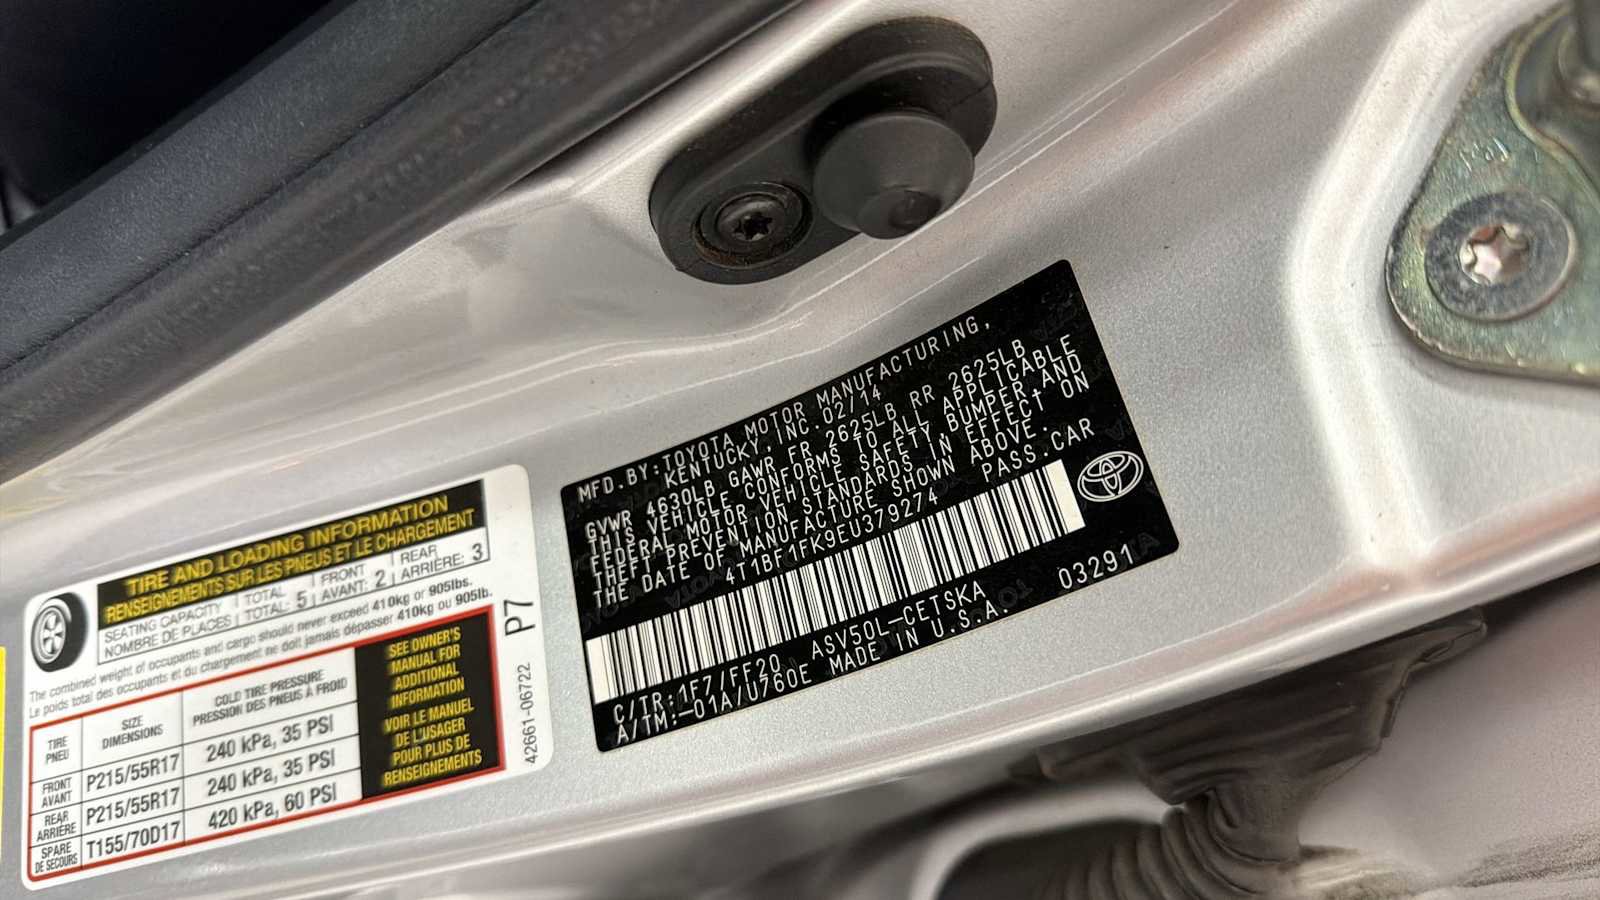 TIRE AND LOADING INFORMATION
RENSEIGNEMENTS SUR LES PNEUS ET LE CHARGEMENT
SEATING CAPACITY
NOMBRE DE PLACES
TOTAL
TOTAL: 5
FRONT
AVANT: 2
REAR
ARRIÈRE: 3
The combined weight of occupants and cargo should never exceed 410kg or 905lbs.
Le poids total des occupants et du chargement ne doit jamais dépasser 410kg ou 905lb.
TIRE
PNEU
SIZE
DIMENSIONS
COLD TIRE PRESSURE
PRESSION DES PNEUS À FROID
FRONT
AVANT
P215/55R17
240 kPa, 35 PSI
REAR
ARRIÈRE
P215/55R17
240 kPa, 35 PSI
SPARE
DE SECOURS
T155/70D17
420 kPa, 60 PSI
SEE OWNER'S
MANUAL FOR
ADDITIONAL
INFORMATION
VOIR LE MANUEL
DE L'USAGER
POUR PLUS DE
RENSEIGNEMENTS
P7
42661-06722
MFD. BY: TOYOTA MOTOR MANUFACTURING,
KENTUCKY, INC. 02/14
GVWR 4630LB GAWR FR 2625LB RR 2625LB
THIS VEHICLE CONFORMS TO ALL APPLICABLE
FEDERAL MOTOR VEHICLE SAFETY, BUMPER, AND
THEFT PREVENTION STANDARDS IN EFFECT ON
THE DATE OF MANUFACTURE SHOWN ABOVE.
4T1BF1FK9EU379274 PASS. CAR
C/TR: 1F7/FF20 ASV50L-CETSKA 03291
A/TM: -01A/U760E MADE IN U.S.A.